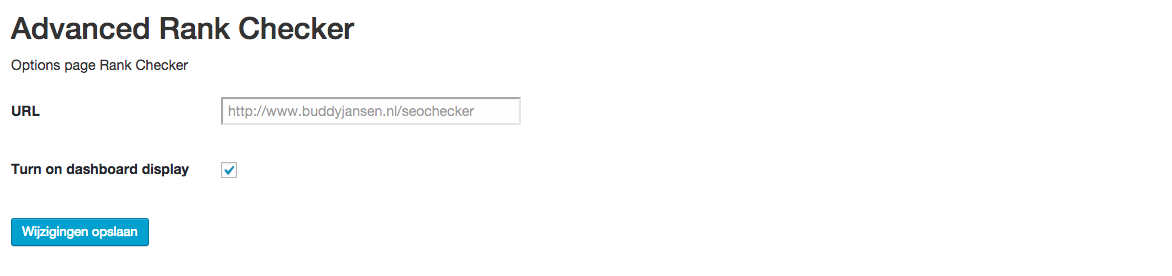 Advanced Rank Checker
Options page Rank Checker
URL
http://www.buddyjansen.nl/seochecker
Turn on dashboard display
Wijzigingen opslaan